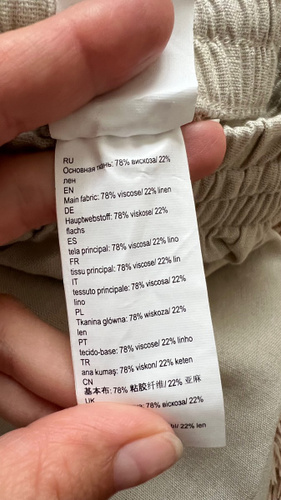 RU
Основная ткань: 78% вискоза/ 22%
лен
EN
Main fabric: 78% viscose/ 22% linen
DE
Hauptwebstoff: 78% viskose/ 22%
flachs
ES
tela principal: 78% viscosa/ 22% lino
FR
tissu principal: 78% viscose/ 22% lin
IT
tessuto principale: 78% viscosa/ 22%
lino
PL
Tkanina główna: 78% wiskoza/ 22%
len
PT
tecido-base: 78% viscose/ 22% linho
TR
ana kumaş: 78% viskon/ 22% keten
CN
基本布: 78% 粘胶纤维/ 22% 亚麻
UK
78% віскоза/ 22%
22% len